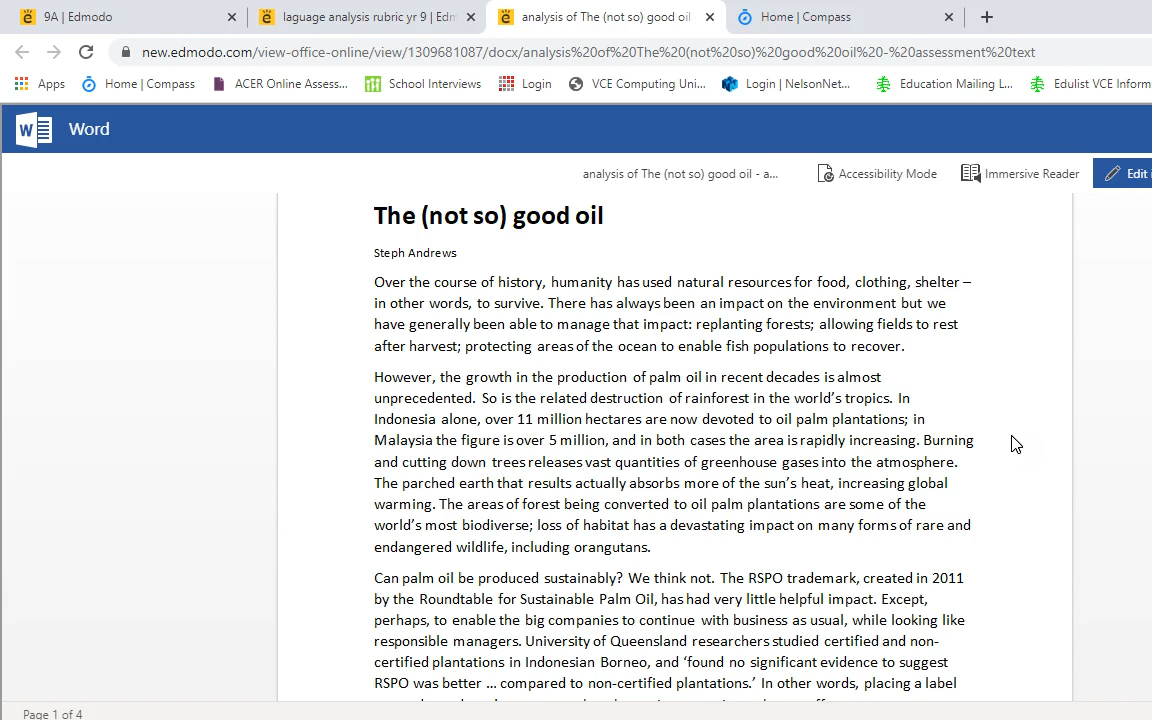 9A | Edmodo
laguage analysis rubric yr 9 | Edm
analysis of The (not so) good oil
Home | Compass
new.edmodo.com/view-office-online/view/1309681087/docx/analysis%20of%20The%20(not%20so)%20good%20oil%20-%20assessment%20text
Apps
Home | Compass
ACER Online Assess...
School Interviews
Login
VCE Computing Uni...
Login | NelsonNet...
Education Mailing L...
Edulist VCE Inform
W
Word
analysis of The (not so) good oil - a...
Accessibility Mode
Immersive Reader
Edit i
The (not so) good oil
Steph Andrews
Over the course of history, humanity has used natural resources for food, clothing, shelter –
in other words, to survive. There has always been an impact on the environment but we
have generally been able to manage that impact: replanting forests; allowing fields to rest
after harvest; protecting areas of the ocean to enable fish populations to recover.
However, the growth in the production of palm oil in recent decades is almost
unprecedented. So is the related destruction of rainforest in the world's tropics. In
Indonesia alone, over 11 million hectares are now devoted to oil palm plantations; in
Malaysia the figure is over 5 million, and in both cases the area is rapidly increasing. Burning
and cutting down trees releases vast quantities of greenhouse gases into the atmosphere.
The parched earth that results actually absorbs more of the sun's heat, increasing global
warming. The areas of forest being converted to oil palm plantations are some of the
world's most biodiverse; loss of habitat has a devastating impact on many forms of rare and
endangered wildlife, including orangutans.
Can palm oil be produced sustainably? We think not. The RSPO trademark, created in 2011
by the Roundtable for Sustainable Palm Oil, has had very little helpful impact. Except,
perhaps, to enable the big companies to continue with business as usual, while looking like
responsible managers. University of Queensland researchers studied certified and non-
certified plantations in Indonesian Borneo, and 'found no significant evidence to suggest
RSPO was better ... compared to non-certified plantations.' In other words, placing a label
Page 1 of 4